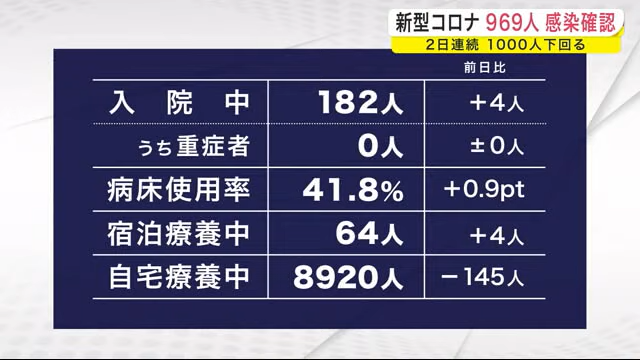 新型コロナ 969人 感染確認
2日連続 1000人下回る
前日比
入院中 182人 +4人
うち重症者 0人 ±0人
病床使用率 41.8% +0.9pt
宿泊療養中 64人 +4人
自宅療養中 8920人 -145人